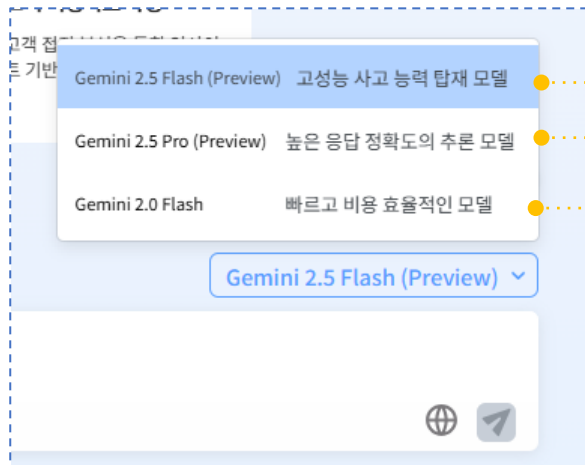 고객 접
트 기반
Gemini 2.5 Flash (Preview) 고성능 사고 능력 탑재 모델
Gemini 2.5 Pro (Preview) 높은 응답 정확도의 추론 모델
Gemini 2.0 Flash 빠르고 비용 효율적인 모델
Gemini 2.5 Flash (Preview)